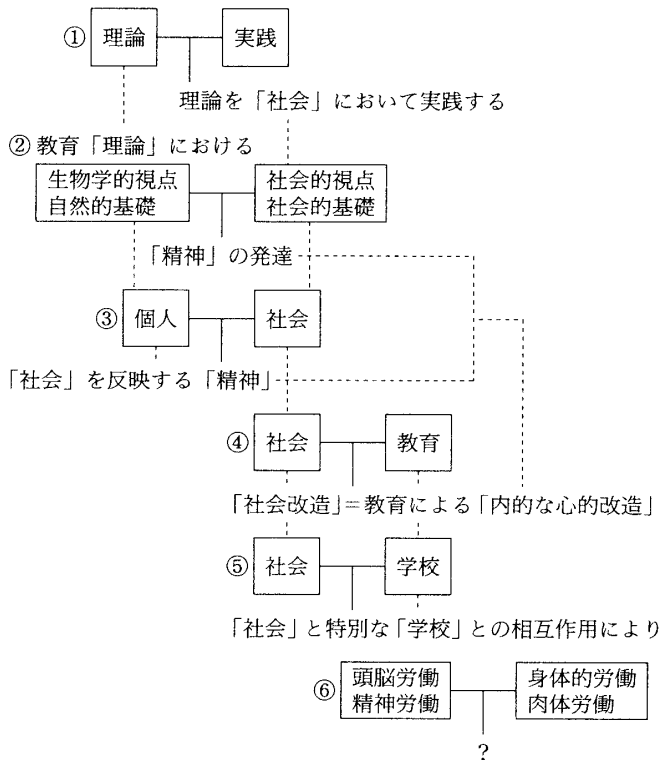 ① 理論 実践
理論を「社会」において実践する
② 教育「理論」における
生物学的視点 社会的視点
自然的基礎 社会的基礎
「精神」の発達
③ 個人 社会
「社会」を反映する「精神」
④ 社会 教育
「社会改造」=教育による「内的な心的改造」
⑤ 社会 学校
「社会」と特別な「学校」との相互作用により
⑥ 頭脳労働 身体的労働
精神労働 肉体労働
?